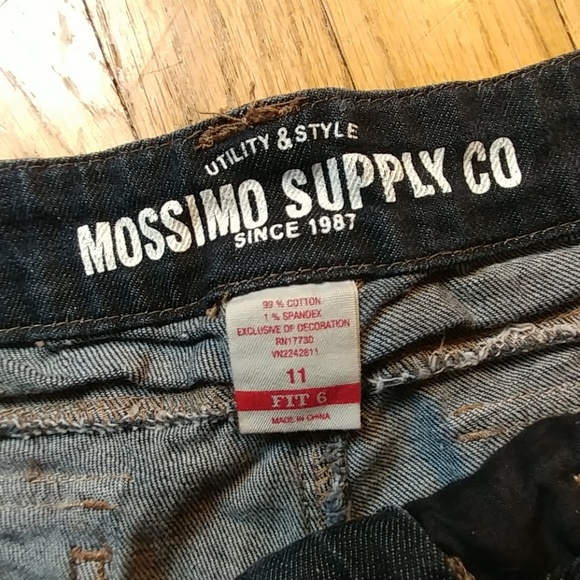 UTILITY & STYLE
MOSSIMO SUPPLY CO
SINCE 1987
99 % COTTON
1 % SPANDEX
EXCLUSIVE OF DECORATION
RN17730
VN2242811
11
FIT 6
MADE IN CHINA